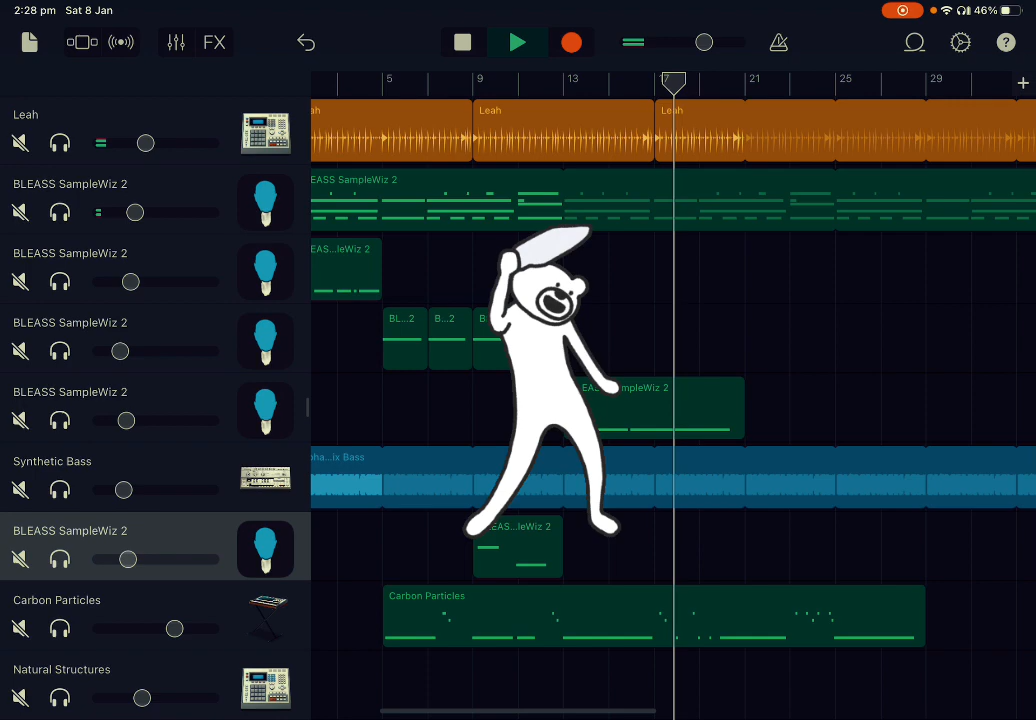 2:28 pm Sat 8 Jan
46%
FX
?
5 9 13 17 21 25 29
+
Leah
Leah
Leah
BLEASS SampleWiz 2
EASS SampleWiz 2
BLEASS SampleWiz 2
EAS...leWiz 2
BLEASS SampleWiz 2
BL...2
B...2
B
BLEASS SampleWiz 2
EAS mpleWiz 2
Synthetic Bass
pha...ix Bass
BLEASS SampleWiz 2
EAS...leWiz 2
Carbon Particles
Carbon Particles
Natural Structures